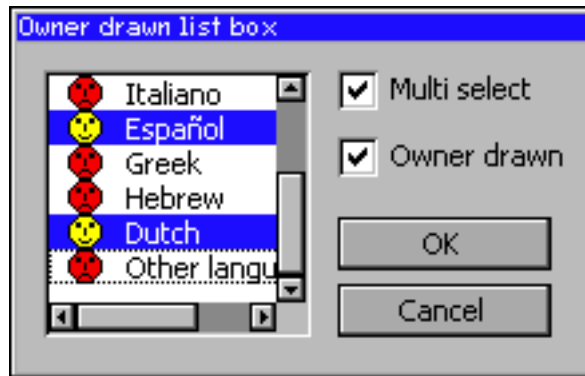 Owner drawn list box
Italiano
Español
Greek
Hebrew
Dutch
Other langu
Multi select
Owner drawn
OK
Cancel